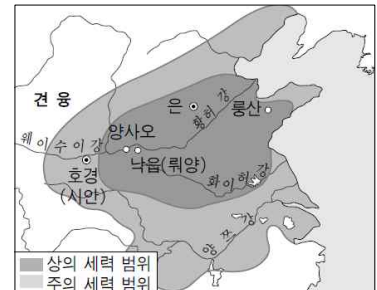 견 융
은
룽산
황허 강
웨이수이 강
양사오
호경
(시안)
낙읍(뤄양)
화이허 강
양쯔 강
상의 세력 범위
주의 세력 범위